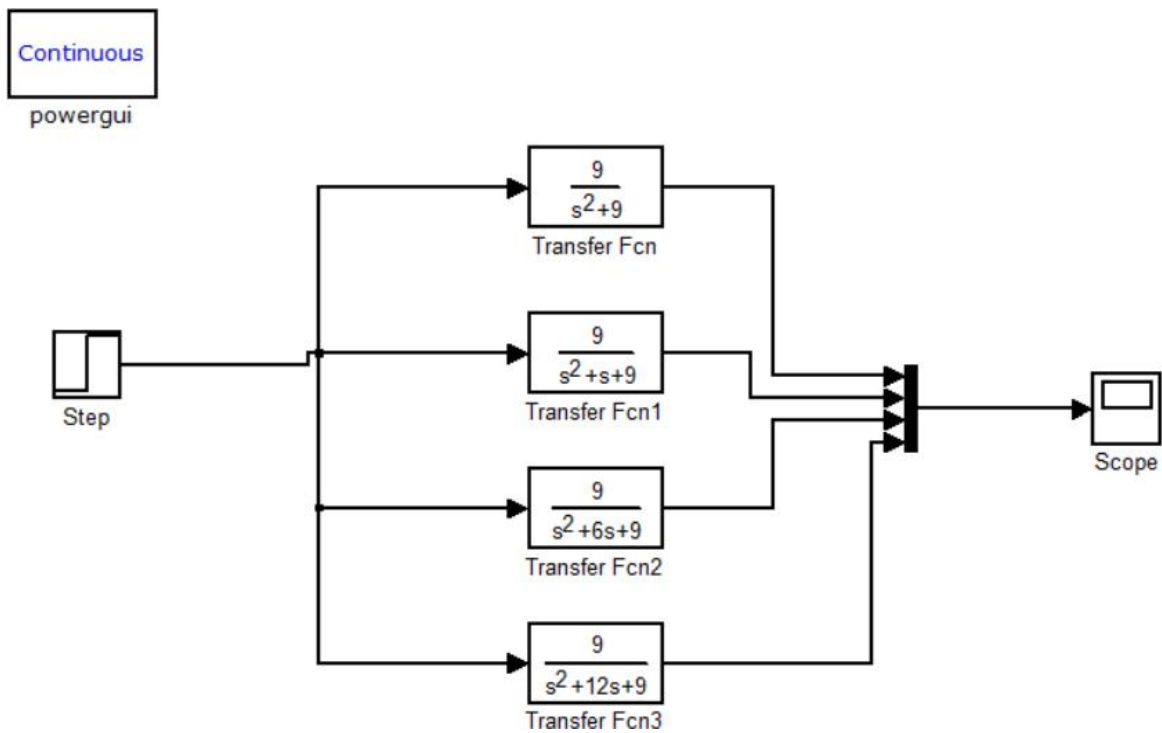 Continuous
powergui
9
s²+9
Transfer Fcn
9
s²+s+9
Transfer Fcn1
Step
Scope
9
s²+6s+9
Transfer Fcn2
9
s²+12s+9
Transfer Fcn3